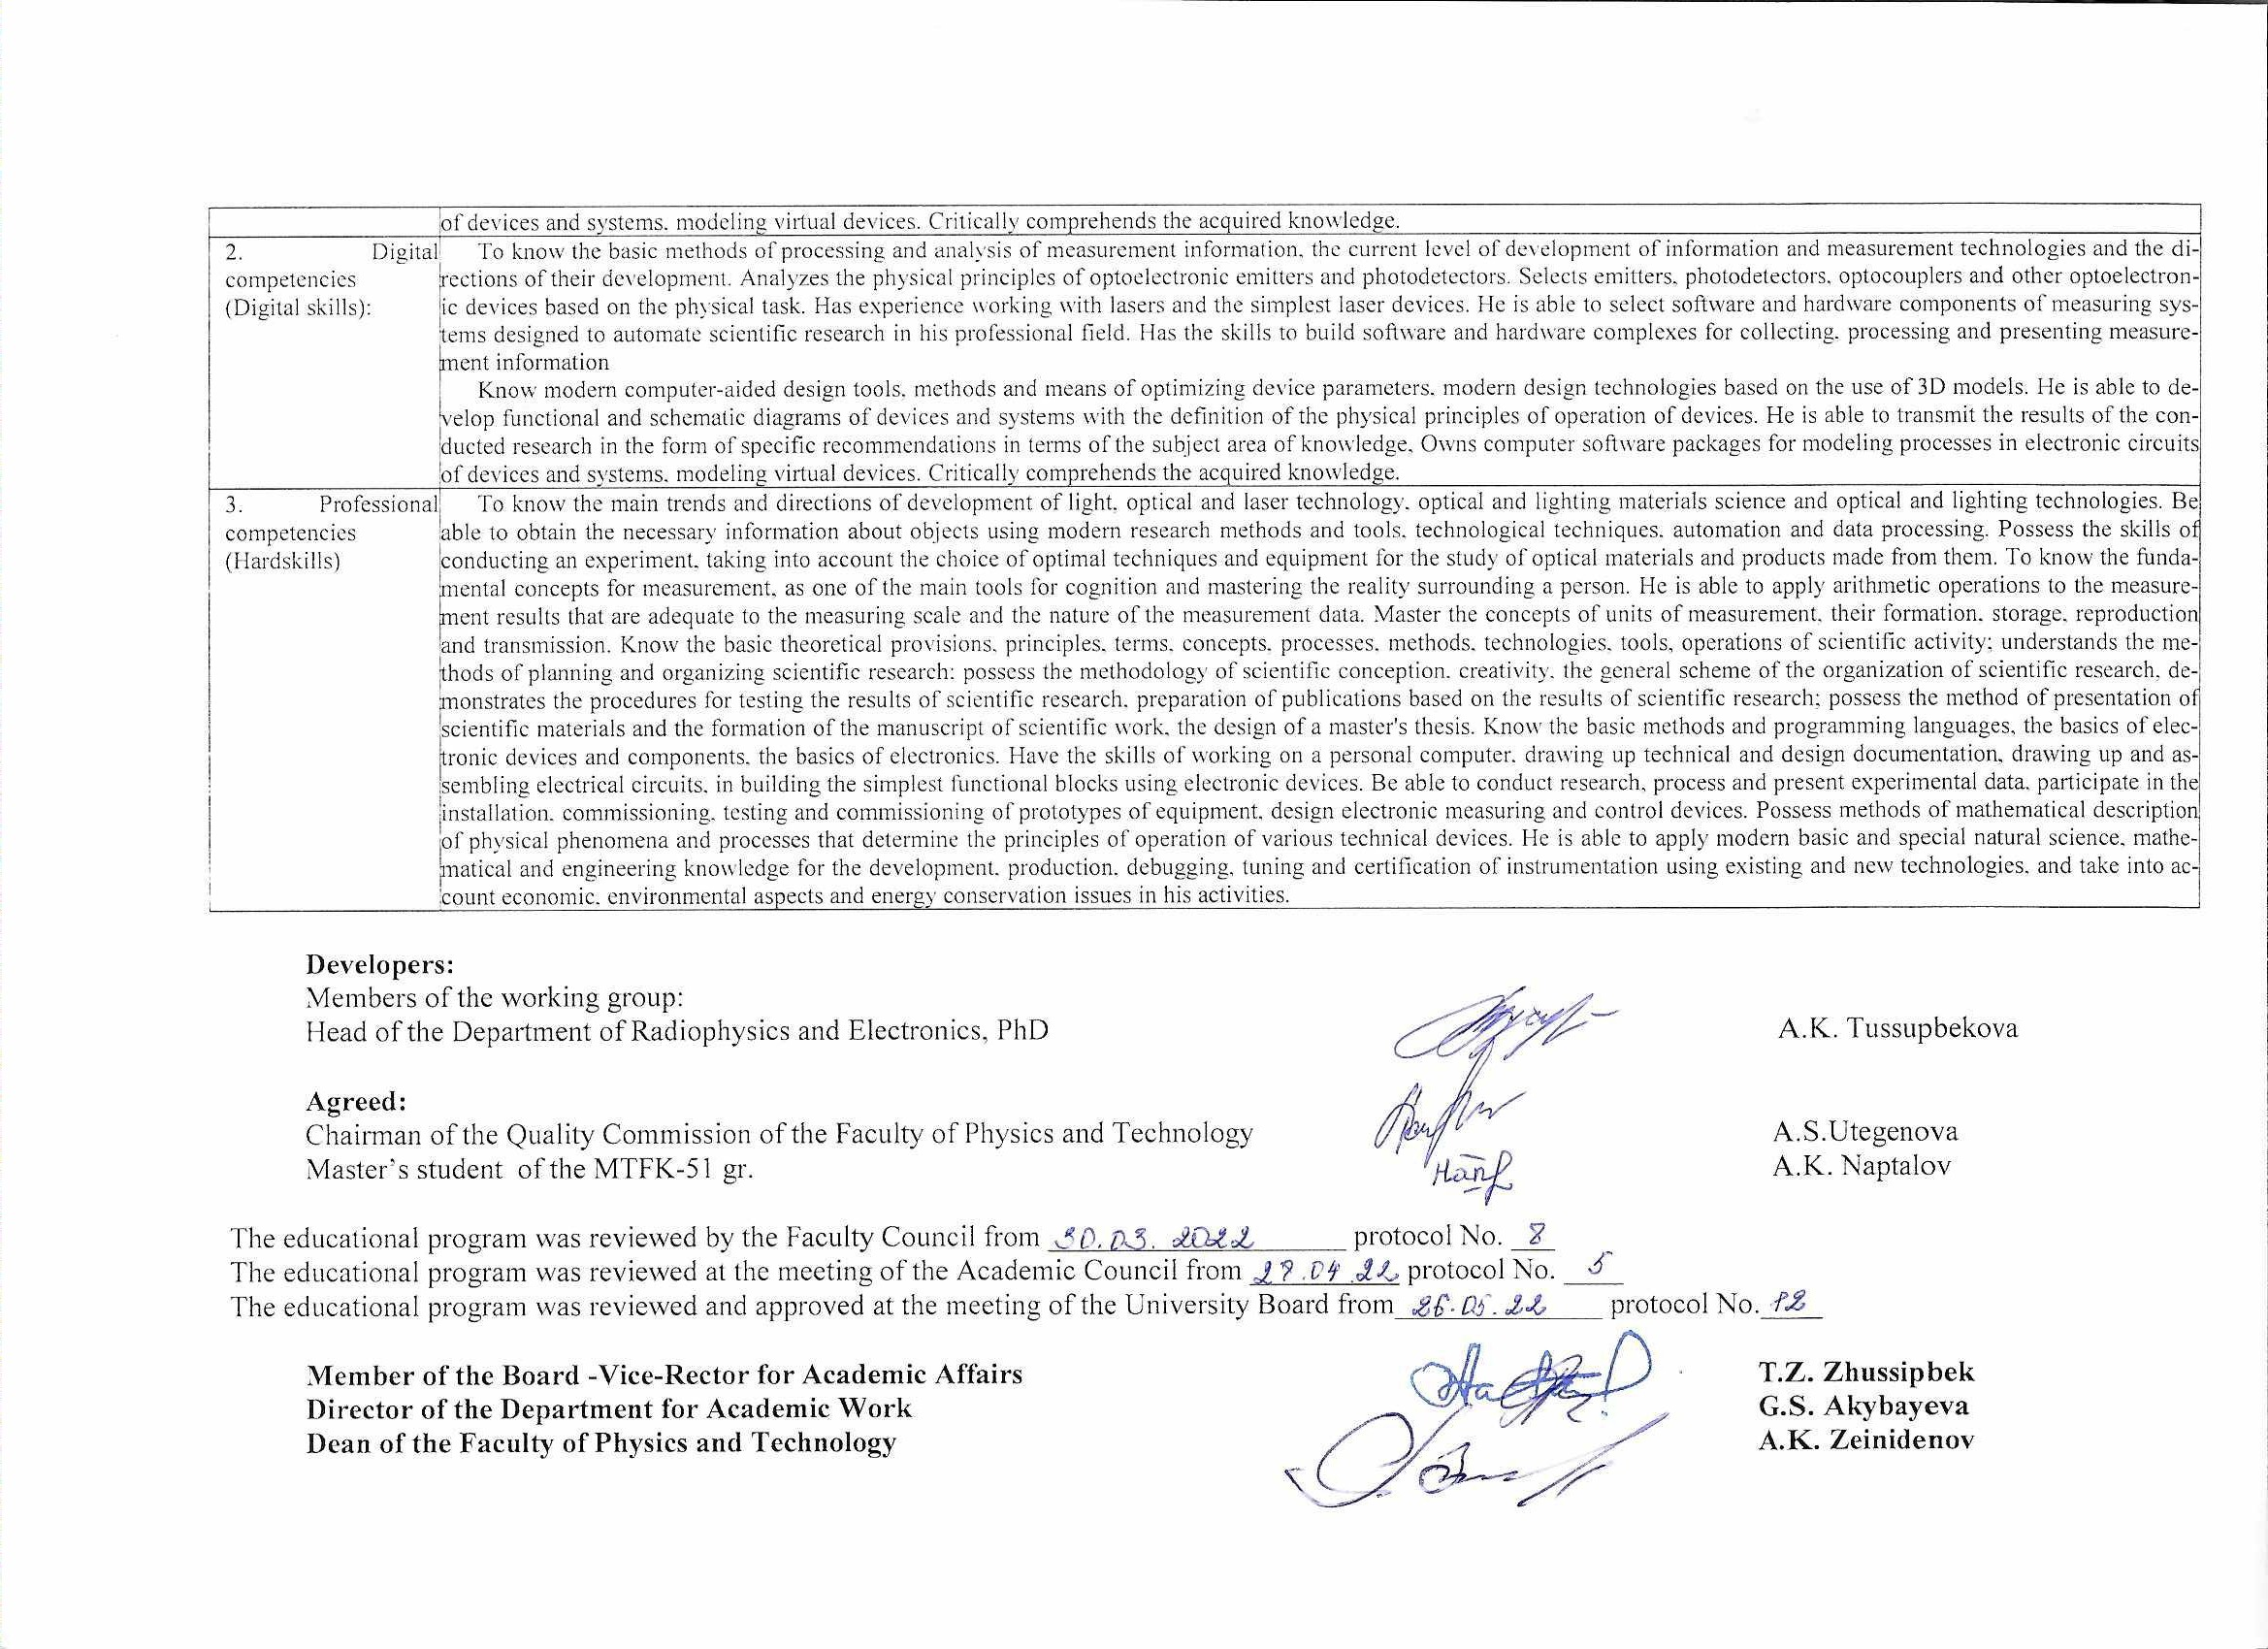 of devices and systems. modeling virtual devices. Critically comprehends the acquired knowledge.
2. Digital
competencies
(Digital skills):
To know the basic methods of processing and analysis of measurement information, the current level of development of information and measurement technologies and the di-
rections of their development. Analyzes the physical principles of optoelectronic emitters and photodetectors. Selects emitters, photodetectors, optocouplers and other optoelectron-
ic devices based on the physical task. Has experience working with lasers and the simplest laser devices. He is able to select software and hardware components of measuring sys-
tems designed to automate scientific research in his professional field. Has the skills to build software and hardware complexes for collecting, processing and presenting measure-
ment information
Know modern computer-aided design tools, methods and means of optimizing device parameters, modern design technologies based on the use of 3D models. He is able to de-
velop functional and schematic diagrams of devices and systems with the definition of the physical principles of operation of devices. He is able to transmit the results of the con-
ducted research in the form of specific recommendations in terms of the subject area of knowledge, Owns computer software packages for modeling processes in electronic circuits
of devices and systems. modeling virtual devices. Critically comprehends the acquired knowledge.
3. Professional
competencies
(Hardskills)
To know the main trends and directions of development of light, optical and laser technology, optical and lighting materials science and optical and lighting technologies. Be
able to obtain the necessary information about objects using modern research methods and tools, technological techniques, automation and data processing. Possess the skills of
conducting an experiment, taking into account the choice of optimal techniques and equipment for the study of optical materials and products made from them. To know the funda-
mental concepts for measurement, as one of the main tools for cognition and mastering the reality surrounding a person. He is able to apply arithmetic operations to the measure-
ment results that are adequate to the measuring scale and the nature of the measurement data. Master the concepts of units of measurement, their formation, storage, reproduction
and transmission. Know the basic theoretical provisions, principles, terms, concepts, processes, methods, technologies, tools, operations of scientific activity; understands the me-
thods of planning and organizing scientific research; possess the methodology of scientific conception, creativity, the general scheme of the organization of scientific research, de-
monstrates the procedures for testing the results of scientific research, preparation of publications based on the results of scientific research; possess the method of presentation of
scientific materials and the formation of the manuscript of scientific work, the design of a master's thesis. Know the basic methods and programming languages, the basics of elec-
tronic devices and components, the basics of electronics. Have the skills of working on a personal computer, drawing up technical and design documentation, drawing up and as-
sembling electrical circuits, in building the simplest functional blocks using electronic devices. Be able to conduct research, process and present experimental data, participate in the
installation, commissioning, testing and commissioning of prototypes of equipment, design electronic measuring and control devices. Possess methods of mathematical description
of physical phenomena and processes that determine the principles of operation of various technical devices. He is able to apply modern basic and special natural science, mathe-
matical and engineering knowledge for the development, production, debugging, tuning and certification of instrumentation using existing and new technologies, and take into ac-
count economic, environmental aspects and energy conservation issues in his activities.
Developers:
Members of the working group:
Head of the Department of Radiophysics and Electronics, PhD A.K. Tussupbekova
Agreed:
Chairman of the Quality Commission of the Faculty of Physics and Technology A.S.Utegenova
Master's student of the MTFK-51 gr. A.K. Naptalov
The educational program was reviewed by the Faculty Council from 30.03.2022 protocol No. 8
The educational program was reviewed at the meeting of the Academic Council from 27.04.22 protocol No. 5
The educational program was reviewed and approved at the meeting of the University Board from 26.05.22 protocol No. 12
Member of the Board -Vice-Rector for Academic Affairs T.Z. Zhussipbek
Director of the Department for Academic Work G.S. Akybayeva
Dean of the Faculty of Physics and Technology A.K. Zeinidenov